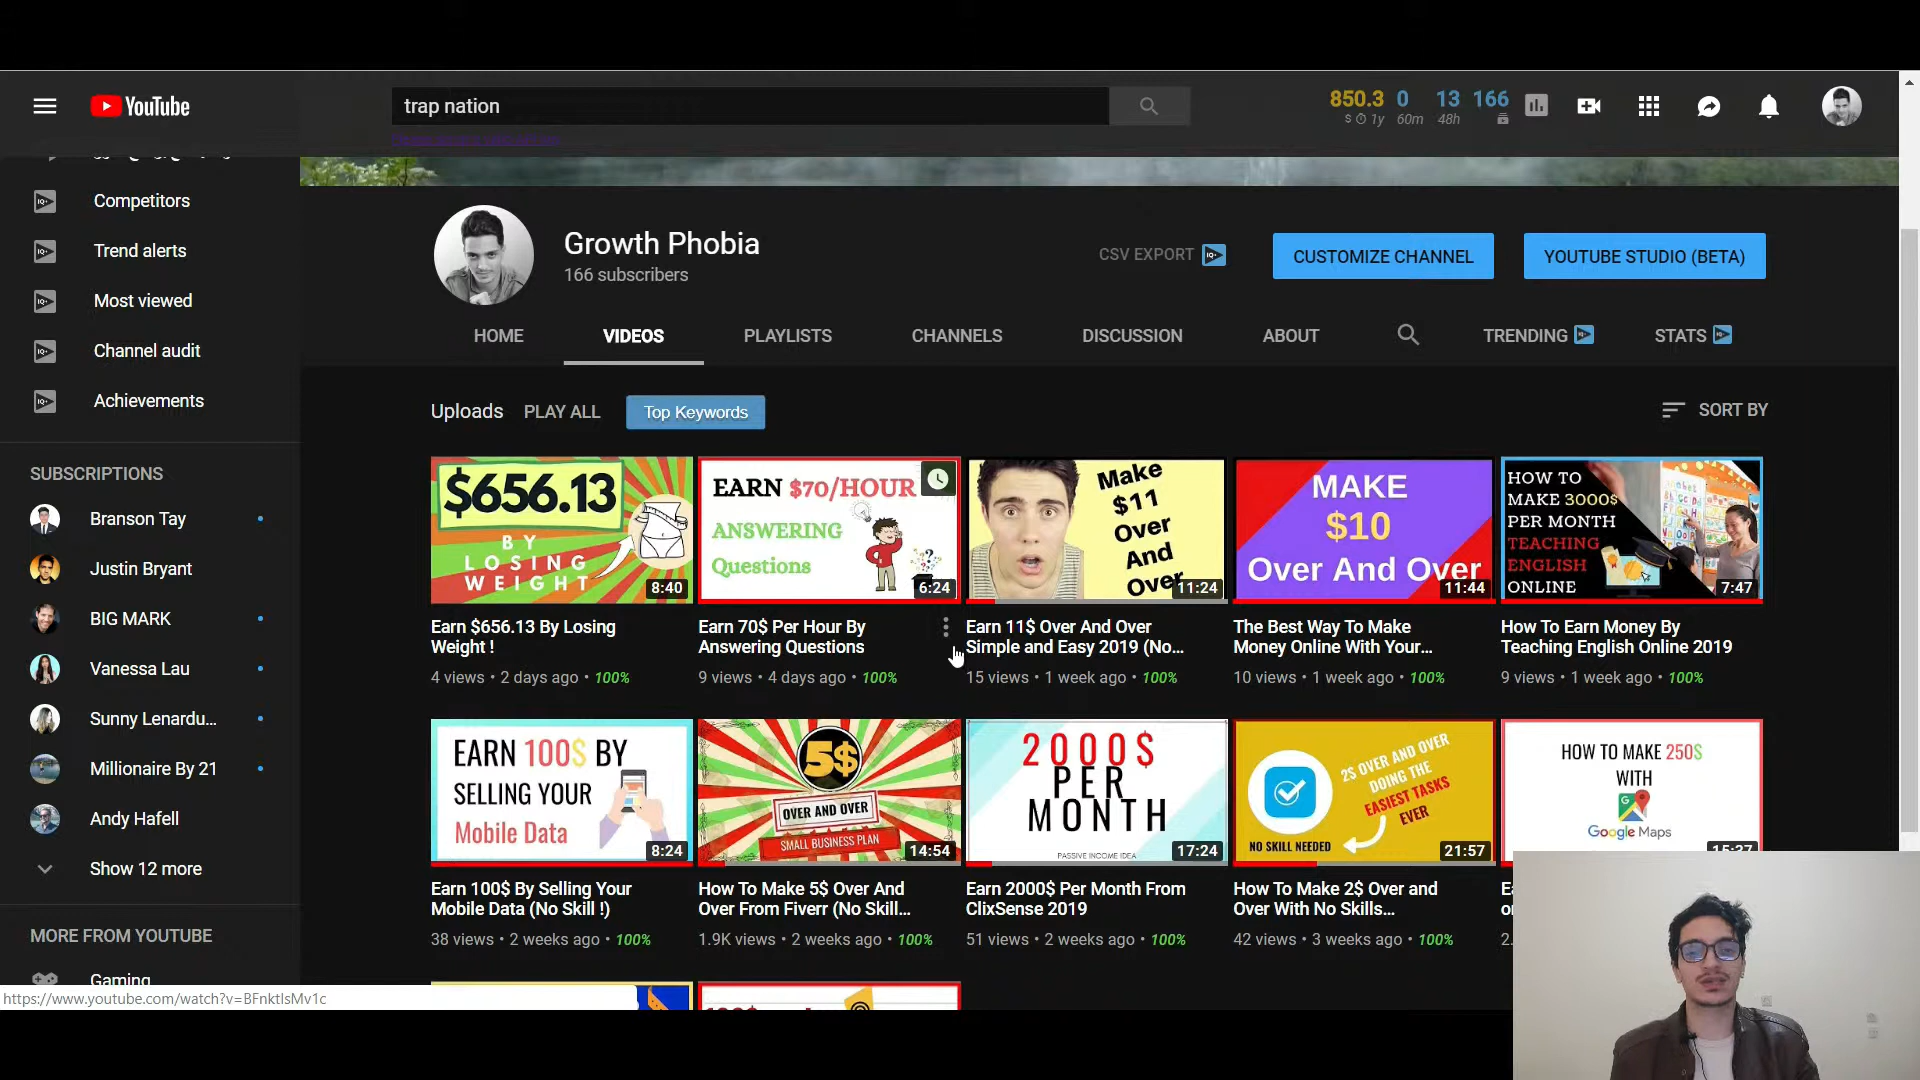 YouTube
trap nation
850.3 0 13 166
$ 1y 60m 48h
Competitors
Trend alerts
Most viewed
Channel audit
Achievements
SUBSCRIPTIONS
Branson Tay
Justin Bryant
BIG MARK
Vanessa Lau
Sunny Lenardu...
Millionaire By 21
Andy Hafell
Show 12 more
MORE FROM YOUTUBE
Gaming
https://www.youtube.com/watch?v=BFnktlsMv1c
Growth Phobia
166 subscribers
CSV EXPORT
CUSTOMIZE CHANNEL
YOUTUBE STUDIO (BETA)
HOME VIDEOS PLAYLISTS CHANNELS DISCUSSION ABOUT TRENDING STATS
Uploads PLAY ALL Top Keywords
SORT BY
$656.13
BY
LOSING
WEIGHT
8:40
Earn $656.13 By Losing
Weight !
4 views • 2 days ago • 100%
EARN $70/HOUR
ANSWERING
Questions
6:24
Earn 70$ Per Hour By
Answering Questions
9 views • 4 days ago • 100%
Make
$11
Over
And
Over
11:24
Earn 11$ Over And Over
Simple and Easy 2019 (No...
15 views • 1 week ago • 100%
MAKE
$10
Over And Over
11:44
The Best Way To Make
Money Online With Your...
10 views • 1 week ago • 100%
HOW TO
MAKE 3000$
PER MONTH
TEACHING
ENGLISH
ONLINE
7:47
How To Earn Money By
Teaching English Online 2019
9 views • 1 week ago • 100%
EARN 100$ BY
SELLING YOUR
Mobile Data
8:24
Earn 100$ By Selling Your
Mobile Data (No Skill !)
38 views • 2 weeks ago • 100%
5$
OVER AND OVER
SMALL BUSINESS PLAN
14:54
How To Make 5$ Over And
Over From Fiverr (No Skill...
1.9K views • 2 weeks ago • 100%
2000$
PER
MONTH
PASSIVE INCOME IDEA
17:24
Earn 2000$ Per Month From
ClixSense 2019
51 views • 2 weeks ago • 100%
2$ OVER AND OVER
DOING THE
EASIEST TASKS
EVER
NO SKILL NEEDED
21:57
How To Make 2$ Over and
Over With No Skills...
42 views • 3 weeks ago • 100%
HOW TO MAKE 250$
WITH
Google Maps
15:37